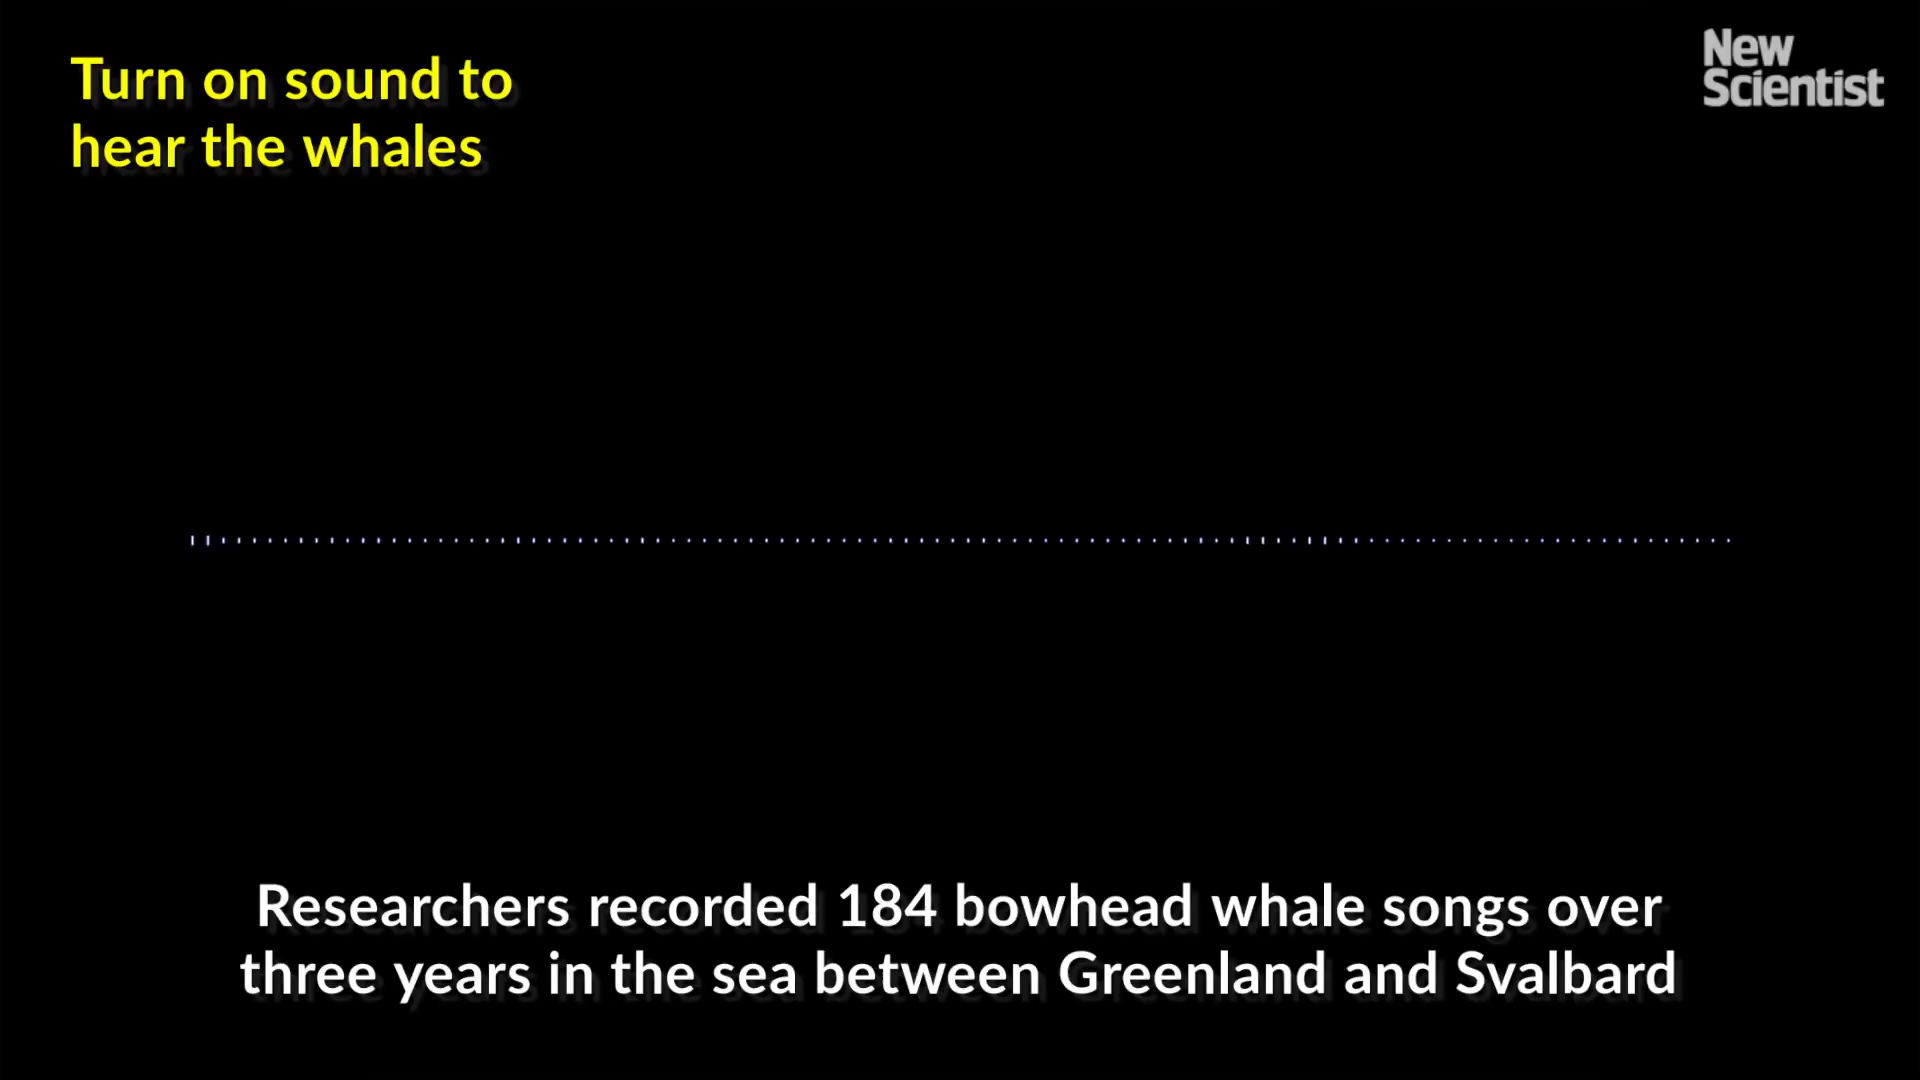 Turn on sound to
hear the whales
New
Scientist
Researchers recorded 184 bowhead whale songs over
three years in the sea between Greenland and Svalbard